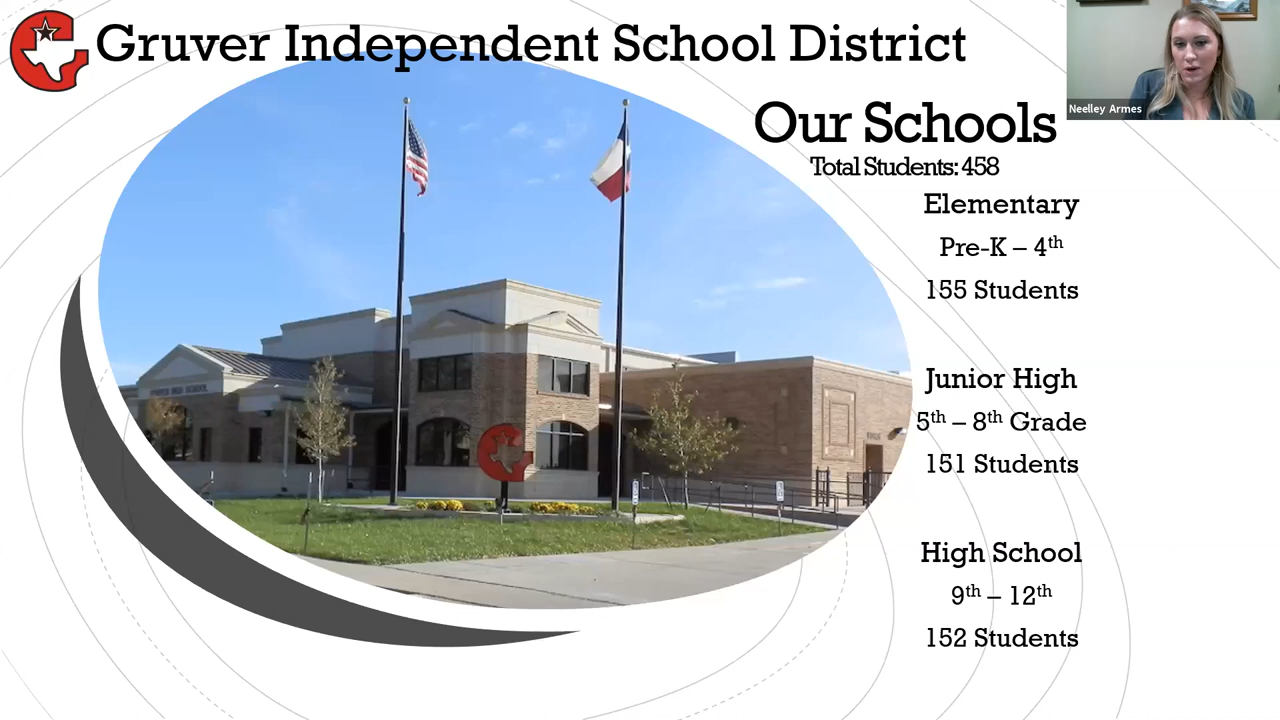 Gruver Independent School District
Neelley Armes
Our Schools
Total Students: 458
Elementary
Pre-K – 4th
155 Students
Junior High
5th – 8th Grade
151 Students
High School
9th – 12th
152 Students